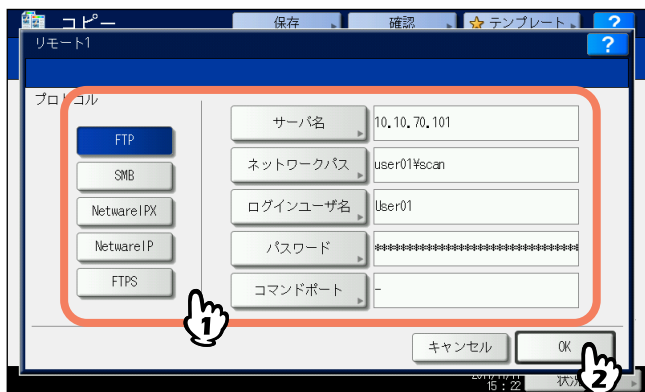 コピー 保存 確認 テンプレート ?
リモート1 ?
プロトコル
FTP
SMB
NetwareIPX
NetwareIP
FTPS
サーバ名 10.10.70.101
ネットワークパス user01¥scan
ログインユーザ名 User01
パスワード ************************************
コマンドポート -
1
キャンセル OK
2
15:22